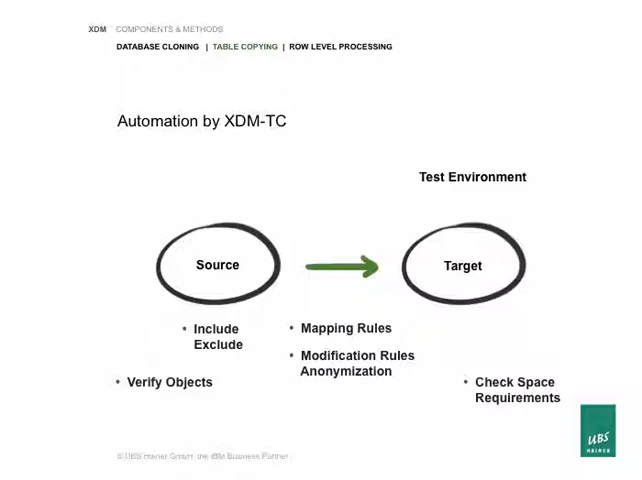 XDM COMPONENTS & METHODS
DATABASE CLONING | TABLE COPYING | ROW LEVEL PROCESSING
Automation by XDM-TC
Test Environment
Source
Target
• Include
Exclude
• Mapping Rules
• Modification Rules
Anonymization
• Verify Objects
• Check Space
Requirements
UBS
HAINER
© UBS Hainer GmbH, the IBM Business Partner